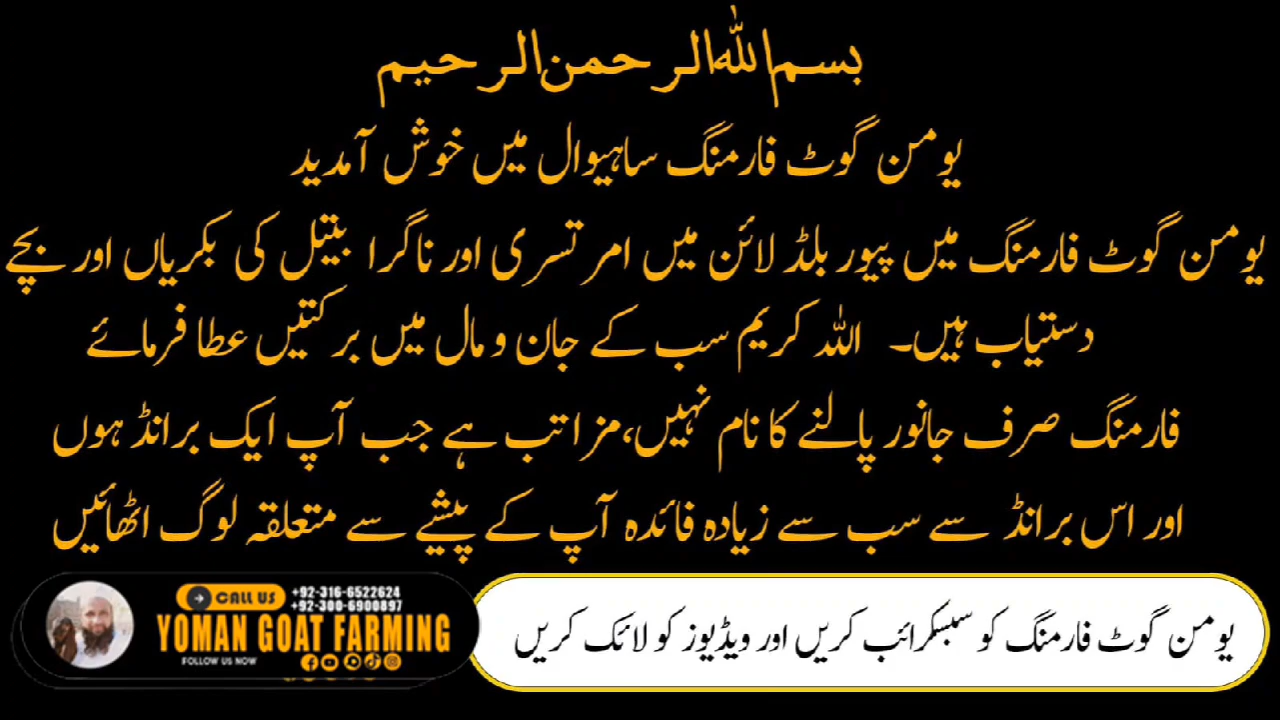 بسم اللہ الرحمن الرحیم
یومن گوٹ فارمنگ ساہیوال میں خوش آمدید
یومن گوٹ فارمنگ میں پیور بلڈ لائن میں امرتسری اور ناگرا بیتل کی بکریاں اور بچے
دستیاب ہیں۔ اللہ کریم سب کے جان و مال میں برکتیں عطا فرمائے
فارمنگ صرف جانور پالنے کا نام نہیں،مزا تب ہے جب آپ ایک برانڈ ہوں
اور اس برانڈ سے سب سے زیادہ فائدہ آپ کے پیشے سے متعلقہ لوگ اٹھائیں
CALL US
+92-316-6522624
+92-300-6900897
YOMAN GOAT FARMING
FOLLOW US NOW
یومن گوٹ فارمنگ کو سبسکرائب کریں اور ویڈیوز کو لائک کریں